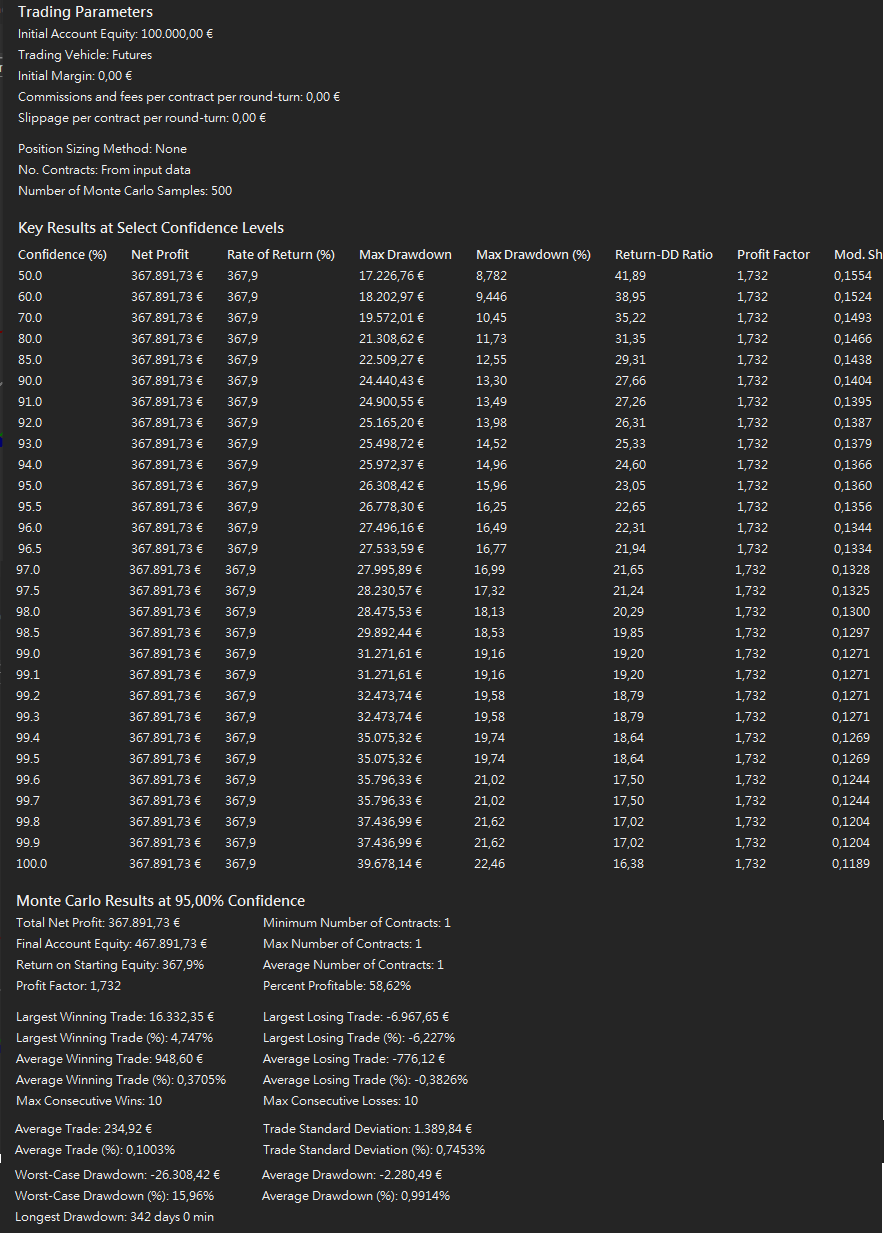 Trading Parameters
Initial Account Equity: 100.000,00 €
Trading Vehicle: Futures
Initial Margin: 0,00 €
Commissions and fees per contract per round-turn: 0,00 €
Slippage per contract per round-turn: 0,00 €
Position Sizing Method: None
No. Contracts: From input data
Number of Monte Carlo Samples: 500
Key Results at Select Confidence Levels
Confidence (%) Net Profit Rate of Return (%) Max Drawdown Max Drawdown (%) Return-DD Ratio Profit Factor Mod. Sh
50.0 367.891,73 € 367,9 17.226,76 € 8,782 41,89 1,732 0,1554
60.0 367.891,73 € 367,9 18.202,97 € 9,446 38,95 1,732 0,1524
70.0 367.891,73 € 367,9 19.572,01 € 10,45 35,22 1,732 0,1493
80.0 367.891,73 € 367,9 21.308,62 € 11,73 31,35 1,732 0,1466
85.0 367.891,73 € 367,9 22.509,27 € 12,55 29,31 1,732 0,1438
90.0 367.891,73 € 367,9 24.440,43 € 13,30 27,66 1,732 0,1404
91.0 367.891,73 € 367,9 24.900,55 € 13,49 27,26 1,732 0,1395
92.0 367.891,73 € 367,9 25.165,20 € 13,98 26,31 1,732 0,1387
93.0 367.891,73 € 367,9 25.498,72 € 14,52 25,33 1,732 0,1379
94.0 367.891,73 € 367,9 25.972,37 € 14,96 24,60 1,732 0,1366
95.0 367.891,73 € 367,9 26.308,42 € 15,96 23,05 1,732 0,1360
95.5 367.891,73 € 367,9 26.778,30 € 16,25 22,65 1,732 0,1356
96.0 367.891,73 € 367,9 27.496,16 € 16,49 22,31 1,732 0,1344
96.5 367.891,73 € 367,9 27.533,59 € 16,77 21,94 1,732 0,1334
97.0 367.891,73 € 367,9 27.995,89 € 16,99 21,65 1,732 0,1328
97.5 367.891,73 € 367,9 28.230,57 € 17,32 21,24 1,732 0,1325
98.0 367.891,73 € 367,9 28.475,53 € 18,13 20,29 1,732 0,1300
98.5 367.891,73 € 367,9 29.892,44 € 18,53 19,85 1,732 0,1297
99.0 367.891,73 € 367,9 31.271,61 € 19,16 19,20 1,732 0,1271
99.1 367.891,73 € 367,9 31.271,61 € 19,16 19,20 1,732 0,1271
99.2 367.891,73 € 367,9 32.473,74 € 19,58 18,79 1,732 0,1271
99.3 367.891,73 € 367,9 32.473,74 € 19,58 18,79 1,732 0,1271
99.4 367.891,73 € 367,9 35.075,32 € 19,74 18,64 1,732 0,1269
99.5 367.891,73 € 367,9 35.075,32 € 19,74 18,64 1,732 0,1269
99.6 367.891,73 € 367,9 35.796,33 € 21,02 17,50 1,732 0,1244
99.7 367.891,73 € 367,9 35.796,33 € 21,02 17,50 1,732 0,1244
99.8 367.891,73 € 367,9 37.436,99 € 21,62 17,02 1,732 0,1204
99.9 367.891,73 € 367,9 37.436,99 € 21,62 17,02 1,732 0,1204
100.0 367.891,73 € 367,9 39.678,14 € 22,46 16,38 1,732 0,1189
Monte Carlo Results at 95,00% Confidence
Total Net Profit: 367.891,73 € Minimum Number of Contracts: 1
Final Account Equity: 467.891,73 € Max Number of Contracts: 1
Return on Starting Equity: 367,9% Average Number of Contracts: 1
Profit Factor: 1,732 Percent Profitable: 58,62%
Largest Winning Trade: 16.332,35 € Largest Losing Trade: -6.967,65 €
Largest Winning Trade (%): 4,747% Largest Losing Trade (%): -6,227%
Average Winning Trade: 948,60 € Average Losing Trade: -776,12 €
Average Winning Trade (%): 0,3705% Average Losing Trade (%): -0,3826%
Max Consecutive Wins: 10 Max Consecutive Losses: 10
Average Trade: 234,92 € Trade Standard Deviation: 1.389,84 €
Average Trade (%): 0,1003% Trade Standard Deviation (%): 0,7453%
Worst-Case Drawdown: -26.308,42 € Average Drawdown: -2.280,49 €
Worst-Case Drawdown (%): 15,96% Average Drawdown (%): 0,9914%
Longest Drawdown: 342 days 0 min